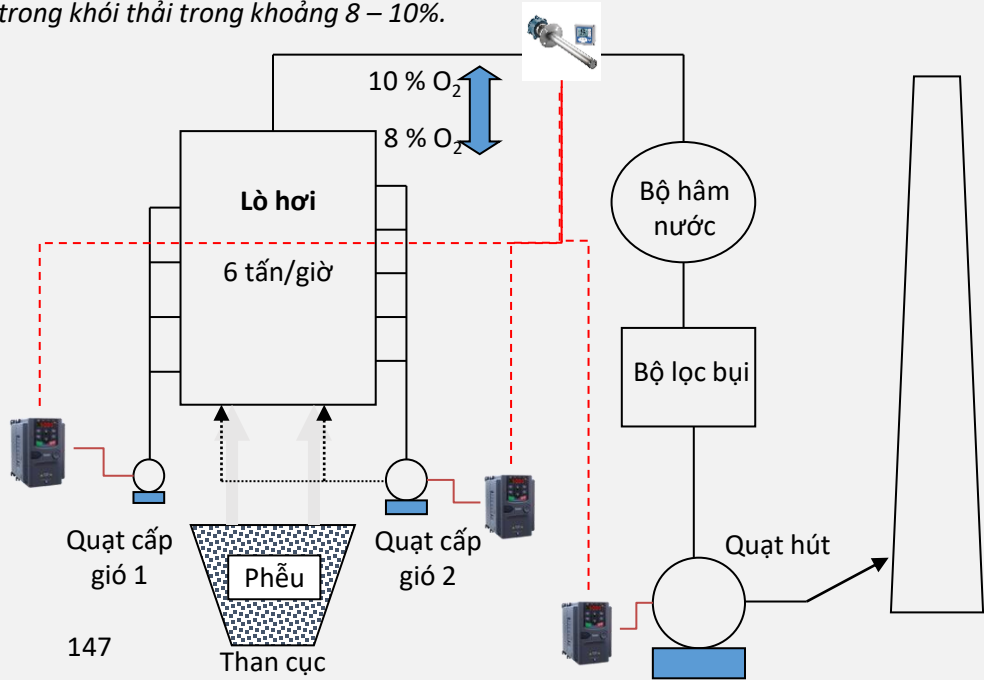 trong khói thải trong khoảng 8 – 10%.
10 % O₂
8 % O₂
Lò hơi
6 tấn/giờ
Bộ hâm
nước
Bộ lọc bụi
Quạt cấp
gió 1
Phễu
Quạt cấp
gió 2
Quạt hút
147
Than cục